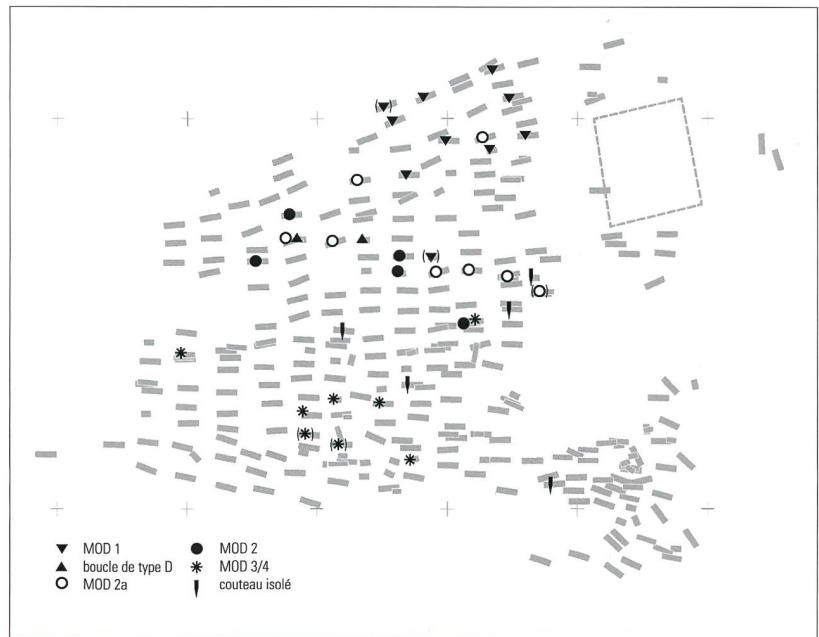 MOD 1
boucle de type D
MOD 2a
MOD 2
MOD 3/4
couteau isolé